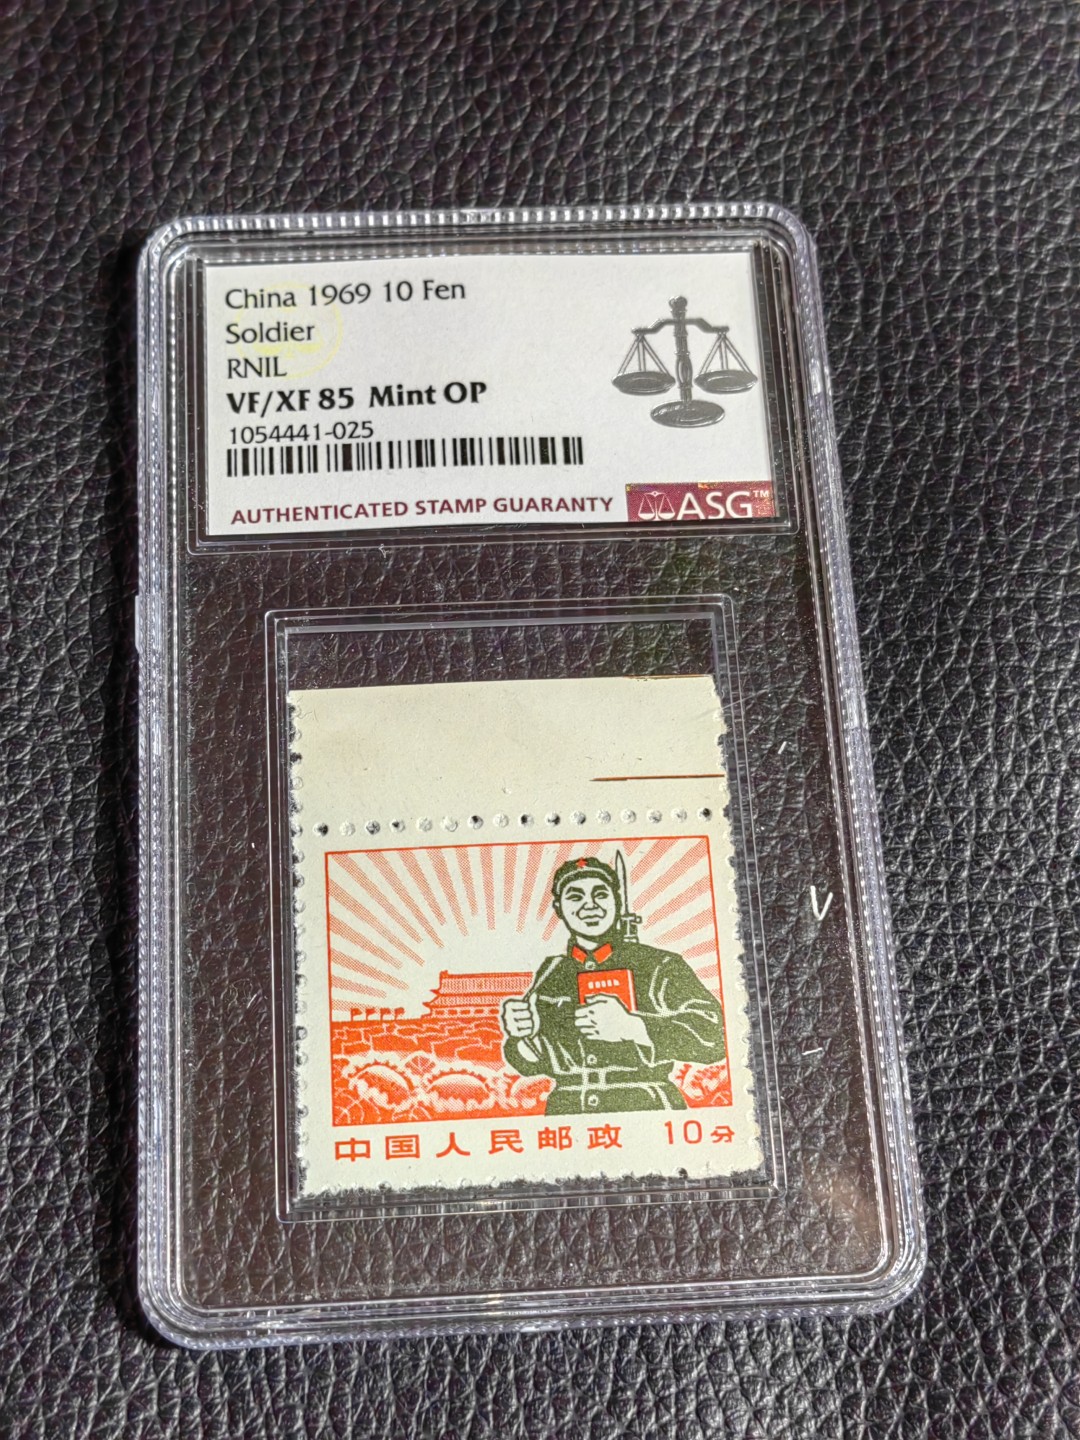 China 1969 10 Fen
Soldier
RNIL
VF/XF 85 Mint OP
1054441-025
AUTHENTICATED STAMP GUARANTY
ASG™
中国人民邮政 10分